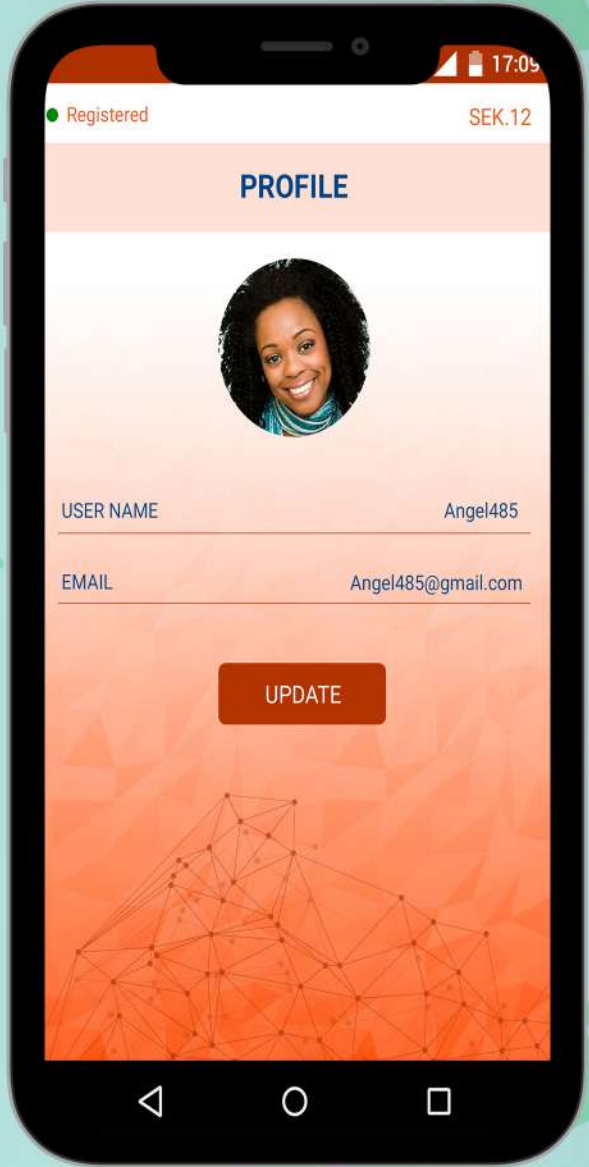 17:09
Registered SEK.12
PROFILE
USER NAME Angel485
EMAIL Angel485@gmail.com
UPDATE